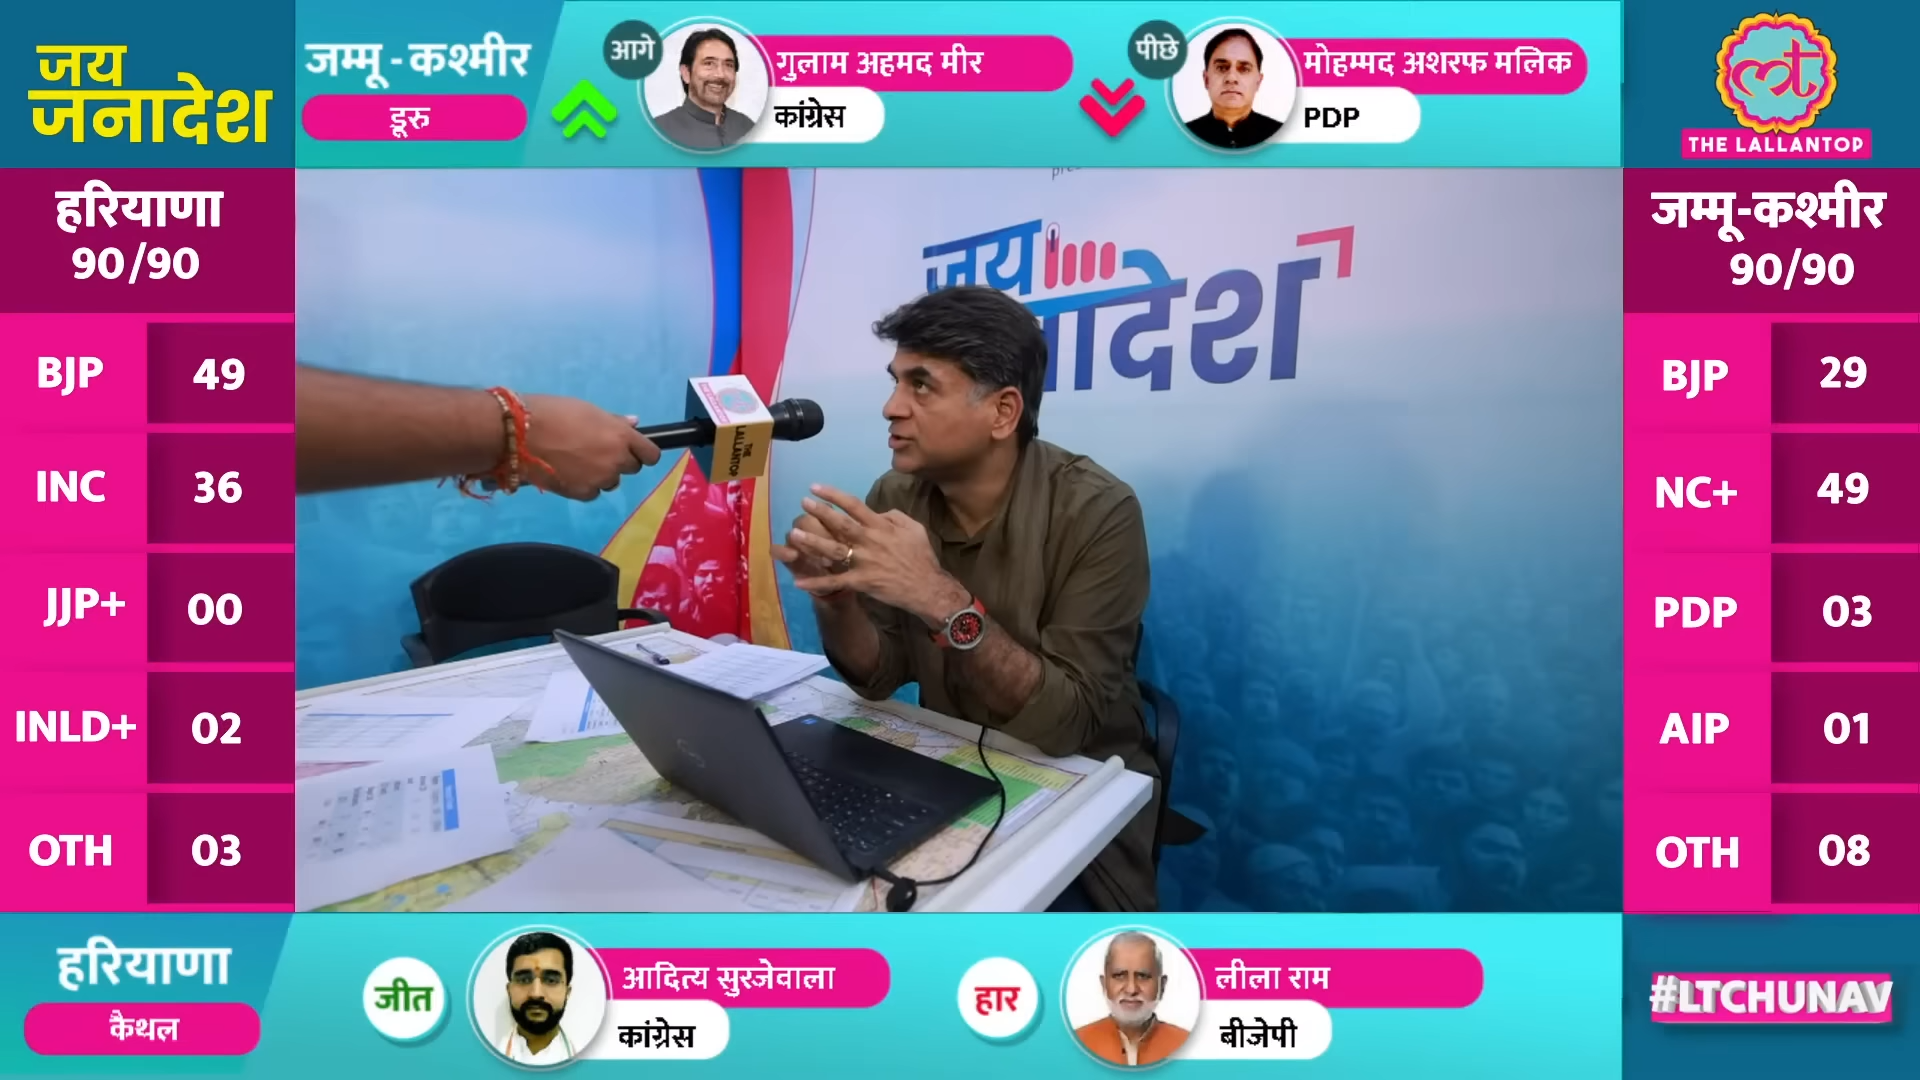 जय
जनादेश
जम्मू - कश्मीर
डूरु
आगे
गुलाम अहमद मीर
कांग्रेस
पीछे
मोहम्मद अशरफ मलिक
PDP
THE LALLANTOP
हरियाणा
90/90
BJP 49
INC 36
JJP+ 00
INLD+ 02
OTH 03
जय
जनादेश
THE
LALLANTOP
जम्मू-कश्मीर
90/90
BJP 29
NC+ 49
PDP 03
AIP 01
OTH 08
हरियाणा
कैथल
जीत
आदित्य सुरजेवाला
कांग्रेस
हार
लीला राम
बीजेपी
#LTCHUNAV